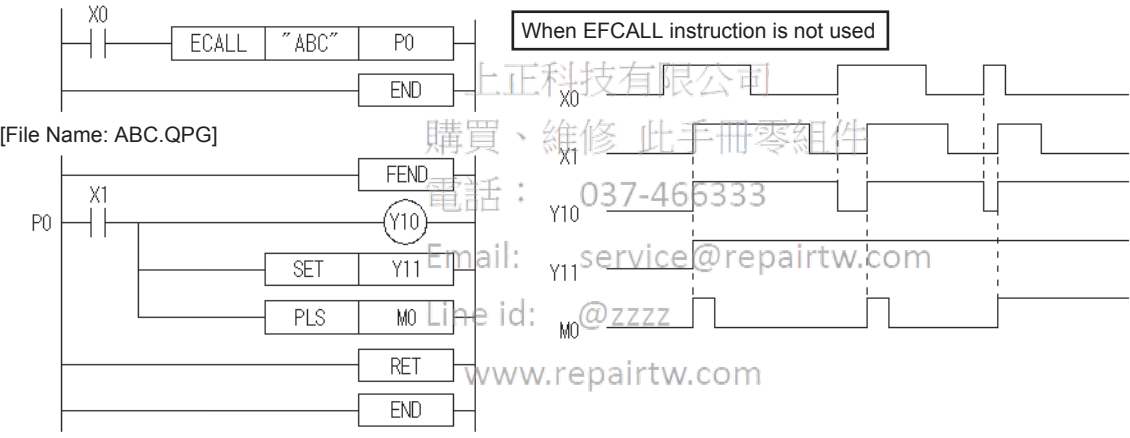 X0
ECALL "ABC" P0
END
[File Name: ABC.QPG]
FEND
X1
P0
Y10
SET Y11
PLS M0
RET
END
When EFCALL instruction is not used
X0
X1
Y10
Y11
M0
上正科技有限公司
購買、維修 此手冊零組件
電話： 037-466333
Email: service@repairtw.com
Line id: @zzzz
www.repairtw.com